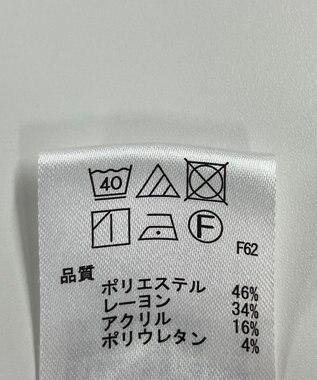 40
F
F62
品質
ポリエステル 46%
レーヨン 34%
アクリル 16%
ポリウレタン 4%